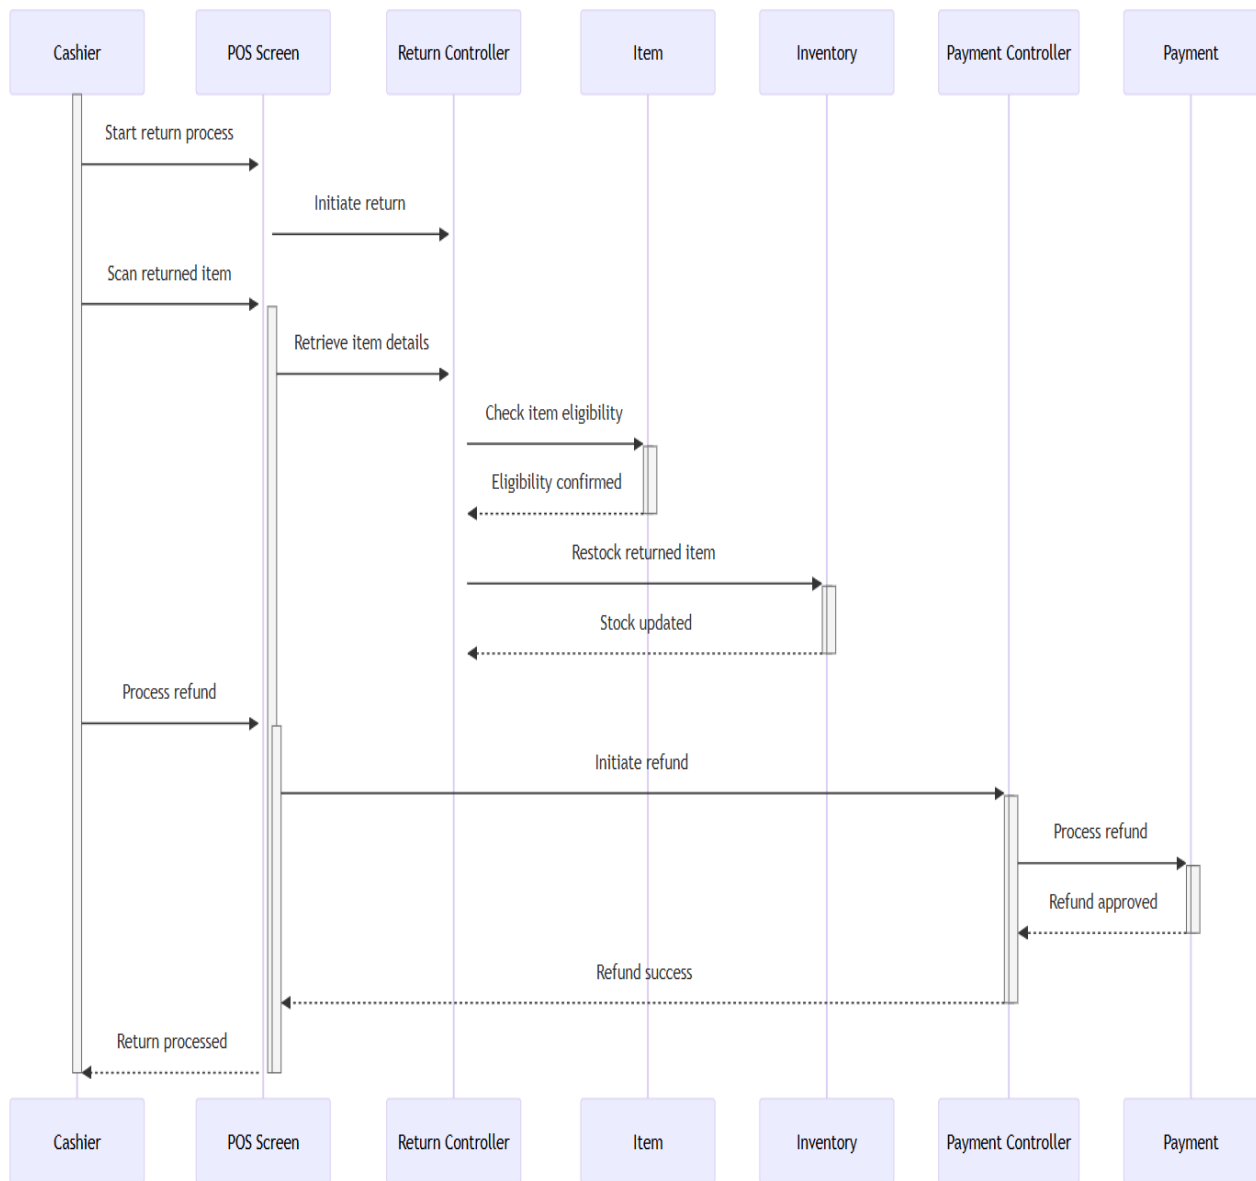 Cashier
POS Screen
Return Controller
Item
Inventory
Payment Controller
Payment
Start return process
Initiate return
Scan returned item
Retrieve item details
Check item eligibility
Eligibility confirmed
Restock returned item
Stock updated
Process refund
Initiate refund
Process refund
Refund approved
Refund success
Return processed
Cashier
POS Screen
Return Controller
Item
Inventory
Payment Controller
Payment